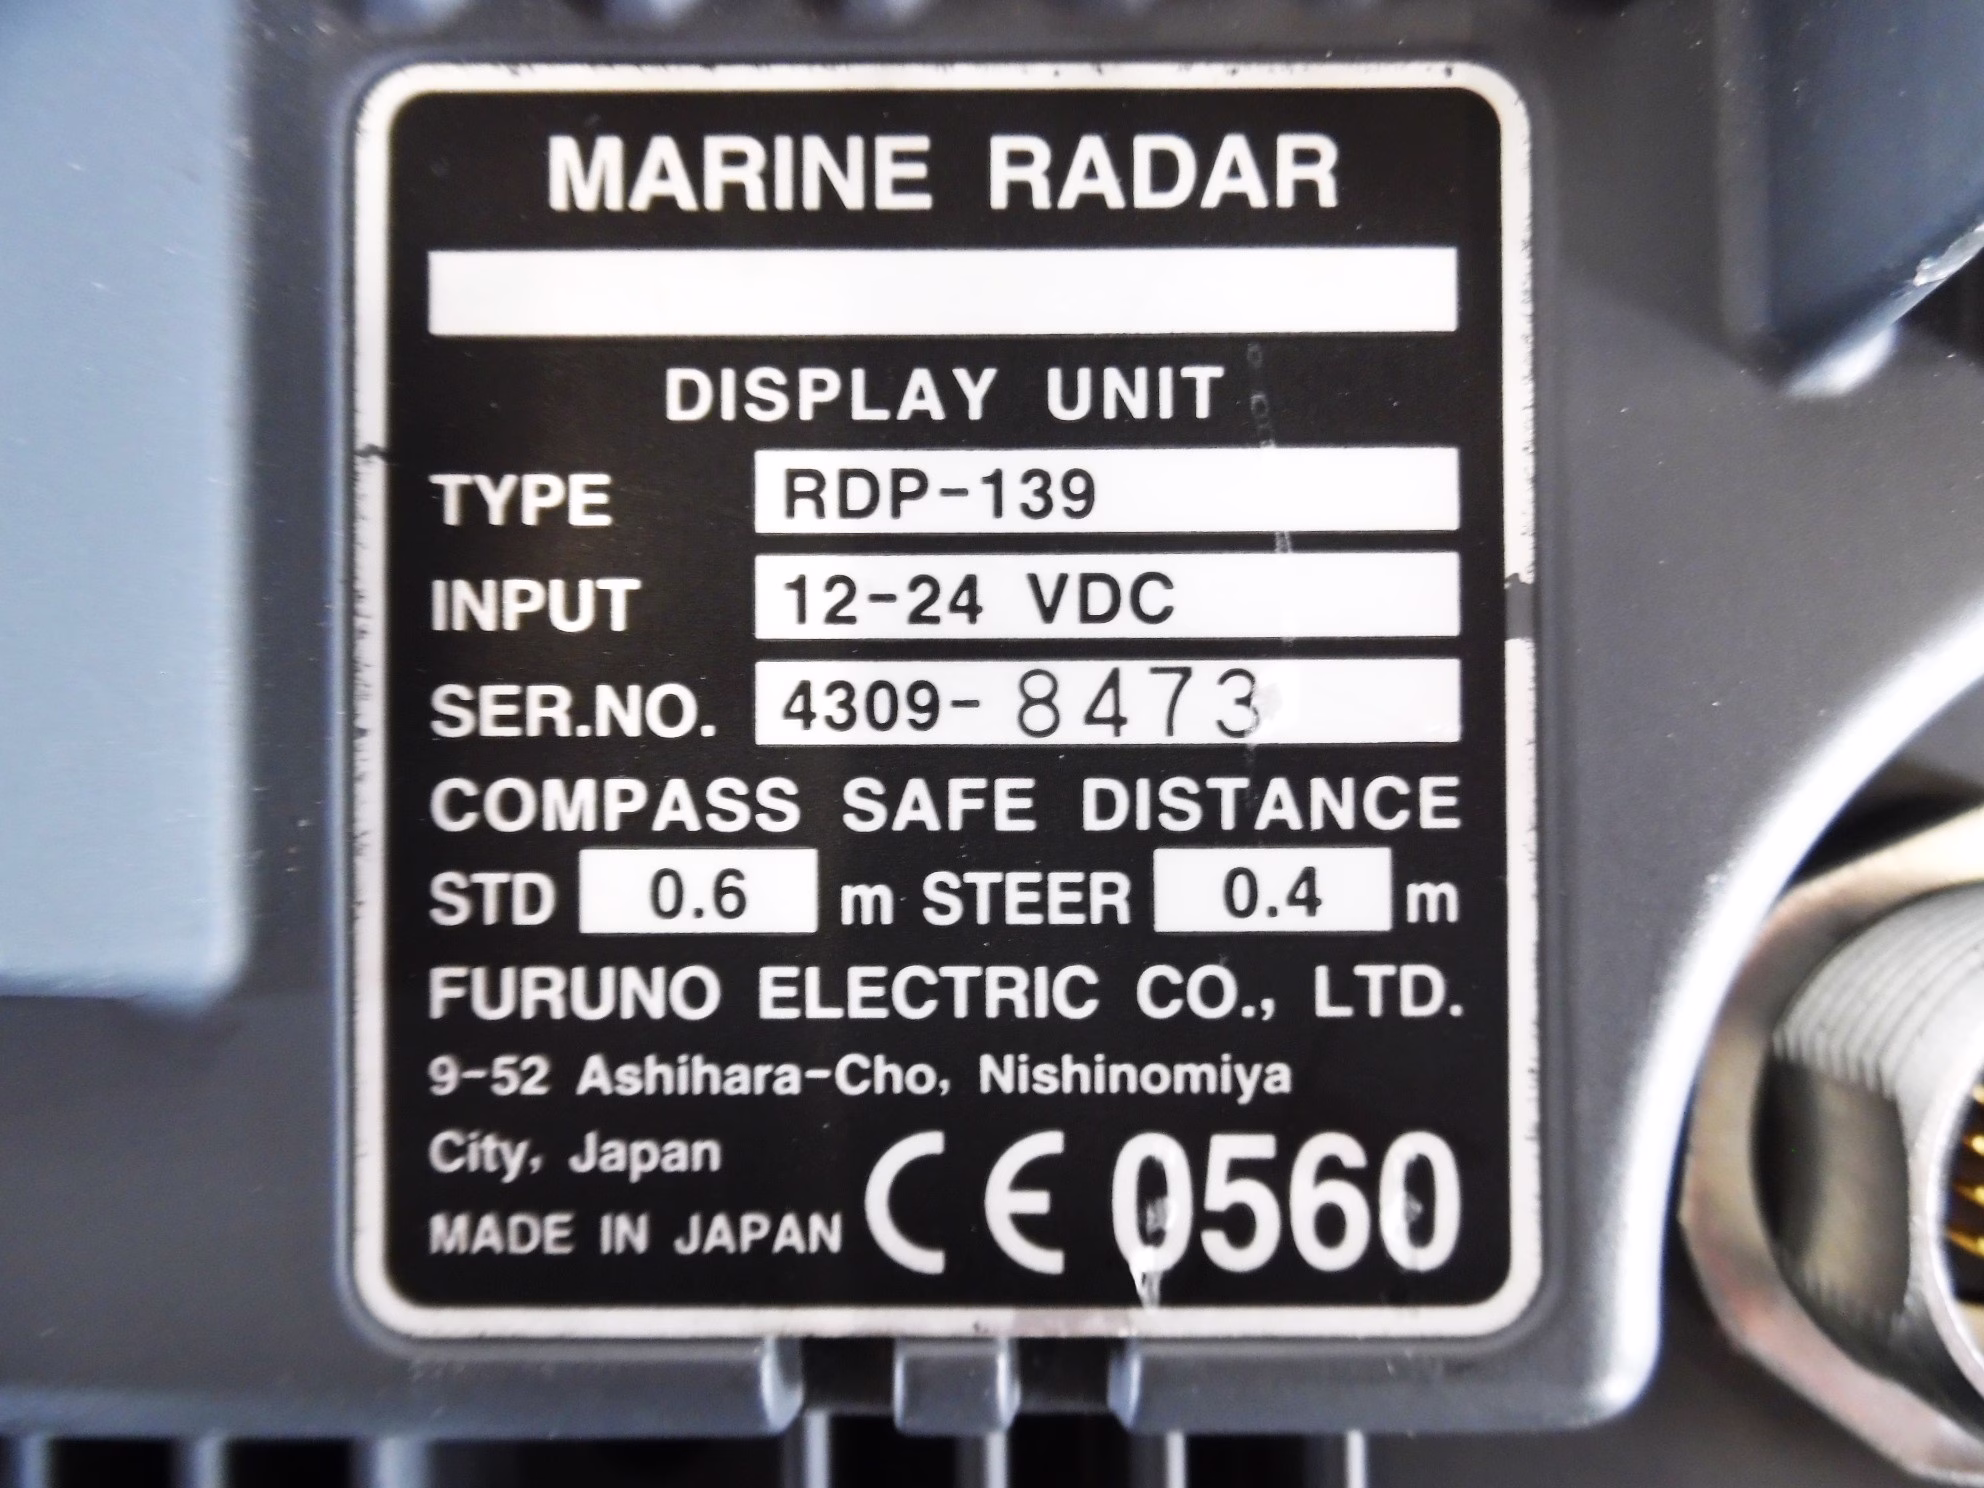 MARINE RADAR
DISPLAY UNIT
TYPE RDP-139
INPUT 12-24 VDC
SER.NO. 4309-8473
COMPASS SAFE DISTANCE
STD 0.6 m STEER 0.4 m
FURUNO ELECTRIC CO., LTD.
9-52 Ashihara-Cho, Nishinomiya
City, Japan
MADE IN JAPAN CE 0560